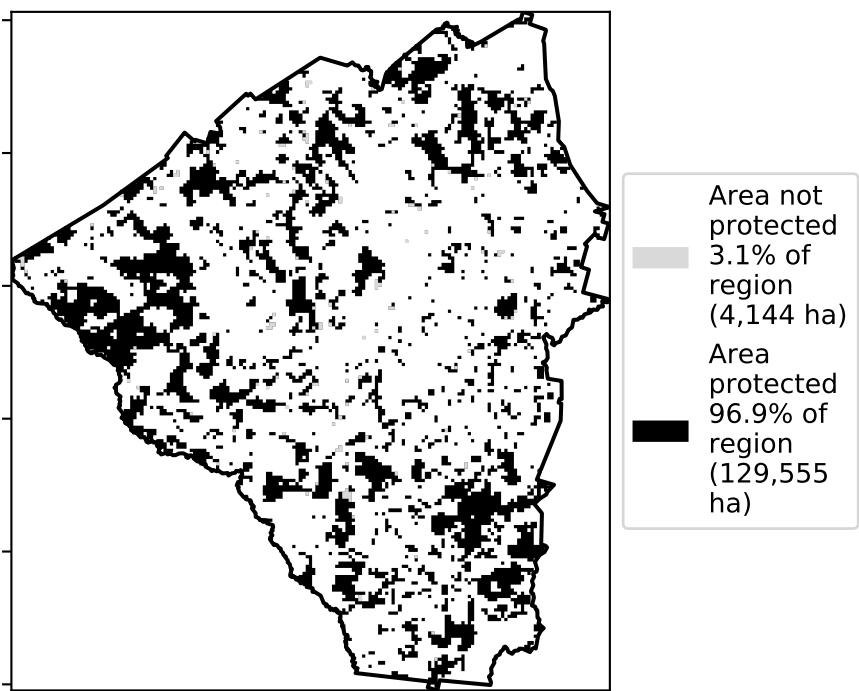 Area not
protected
3.1% of
region
(4,144 ha)
Area
protected
96.9% of
region
(129,555
ha)